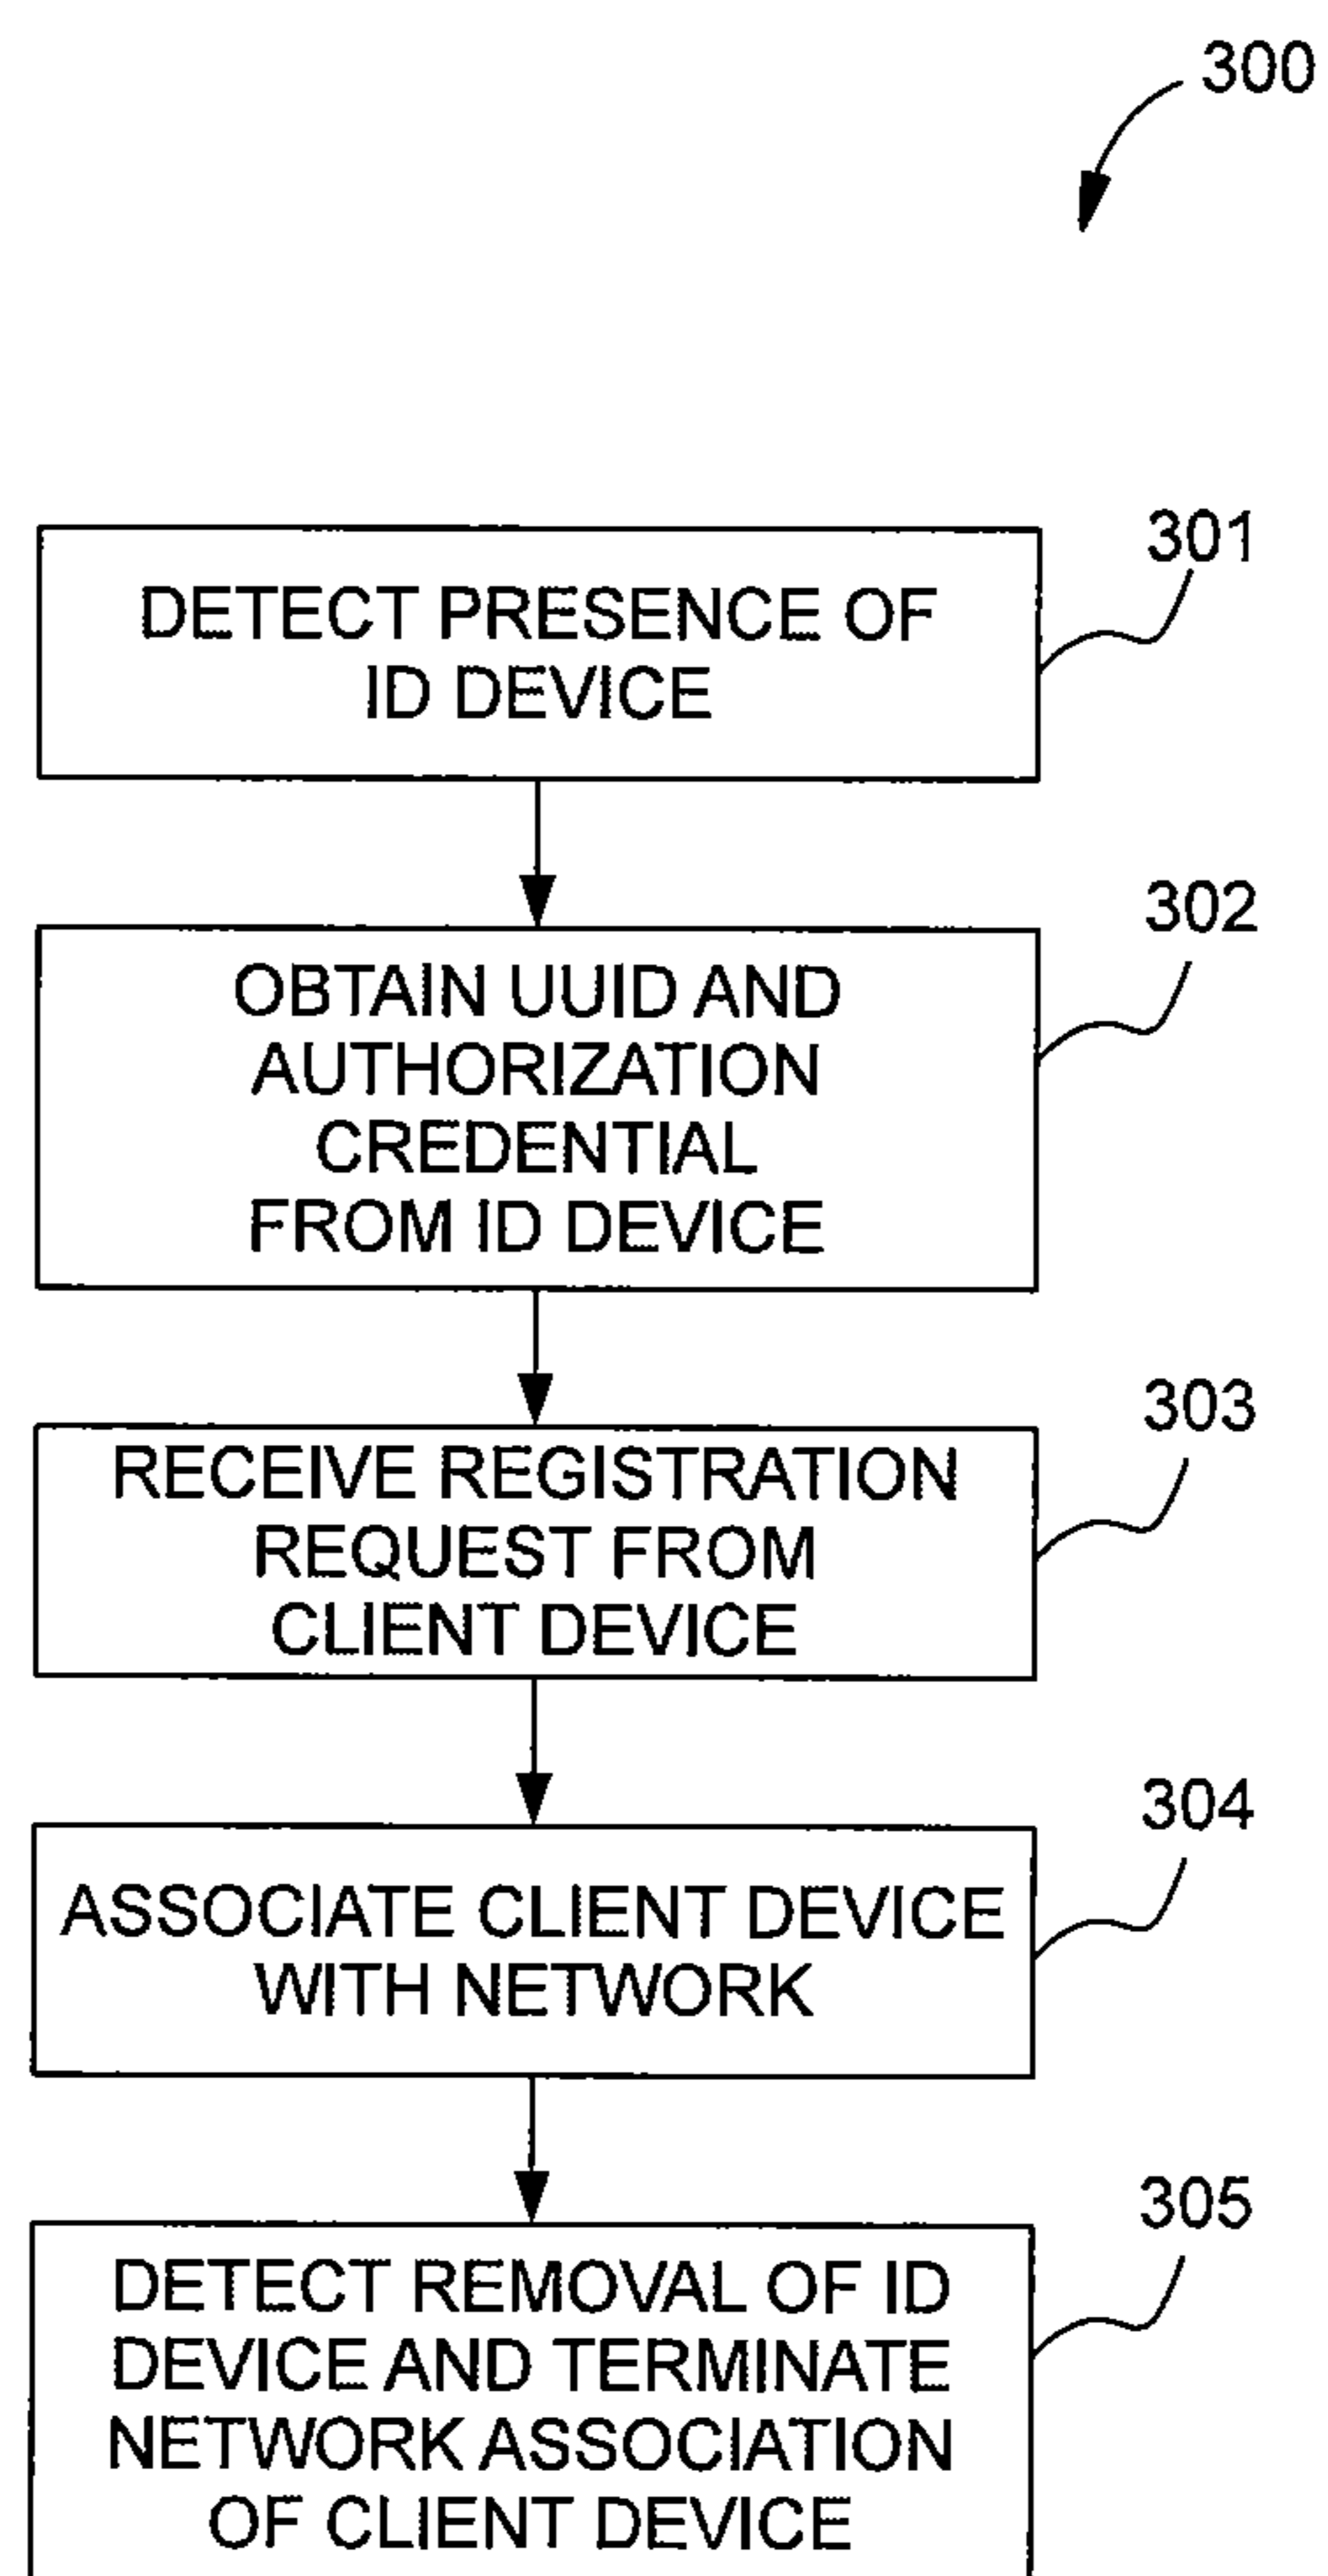 300
301
DETECT PRESENCE OF
ID DEVICE
302
OBTAIN UUID AND
AUTHORIZATION
CREDENTIAL
FROM ID DEVICE
303
RECEIVE REGISTRATION
REQUEST FROM
CLIENT DEVICE
304
ASSOCIATE CLIENT DEVICE
WITH NETWORK
305
DETECT REMOVAL OF ID
DEVICE AND TERMINATE
NETWORK ASSOCIATION
OF CLIENT DEVICE